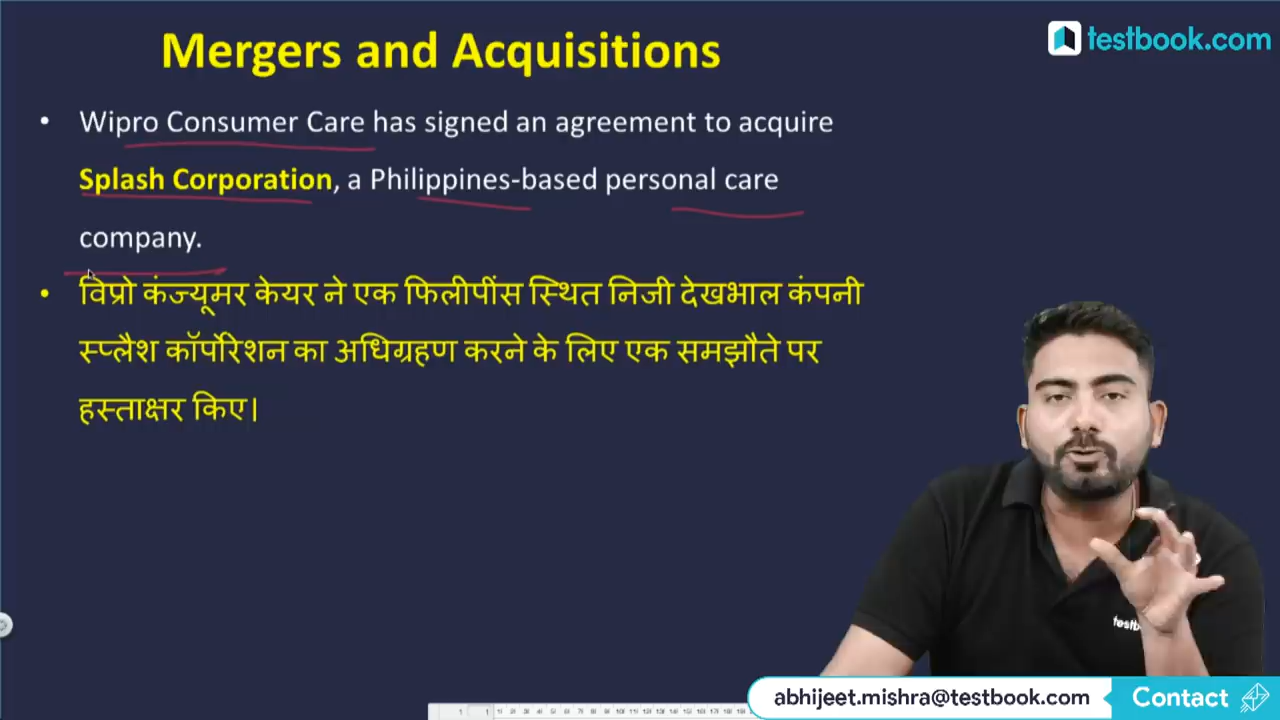 Mergers and Acquisitions
testbook.com
• Wipro Consumer Care has signed an agreement to acquire
Splash Corporation, a Philippines-based personal care
company.
• विप्रो कंज्यूमर केयर ने एक फिलीपींस स्थित निजी देखभाल कंपनी
स्प्लैश कॉर्पोरेशन का अधिग्रहण करने के लिए एक समझौते पर
हस्ताक्षर किए।
testb
abhijeet.mishra@testbook.com Contact